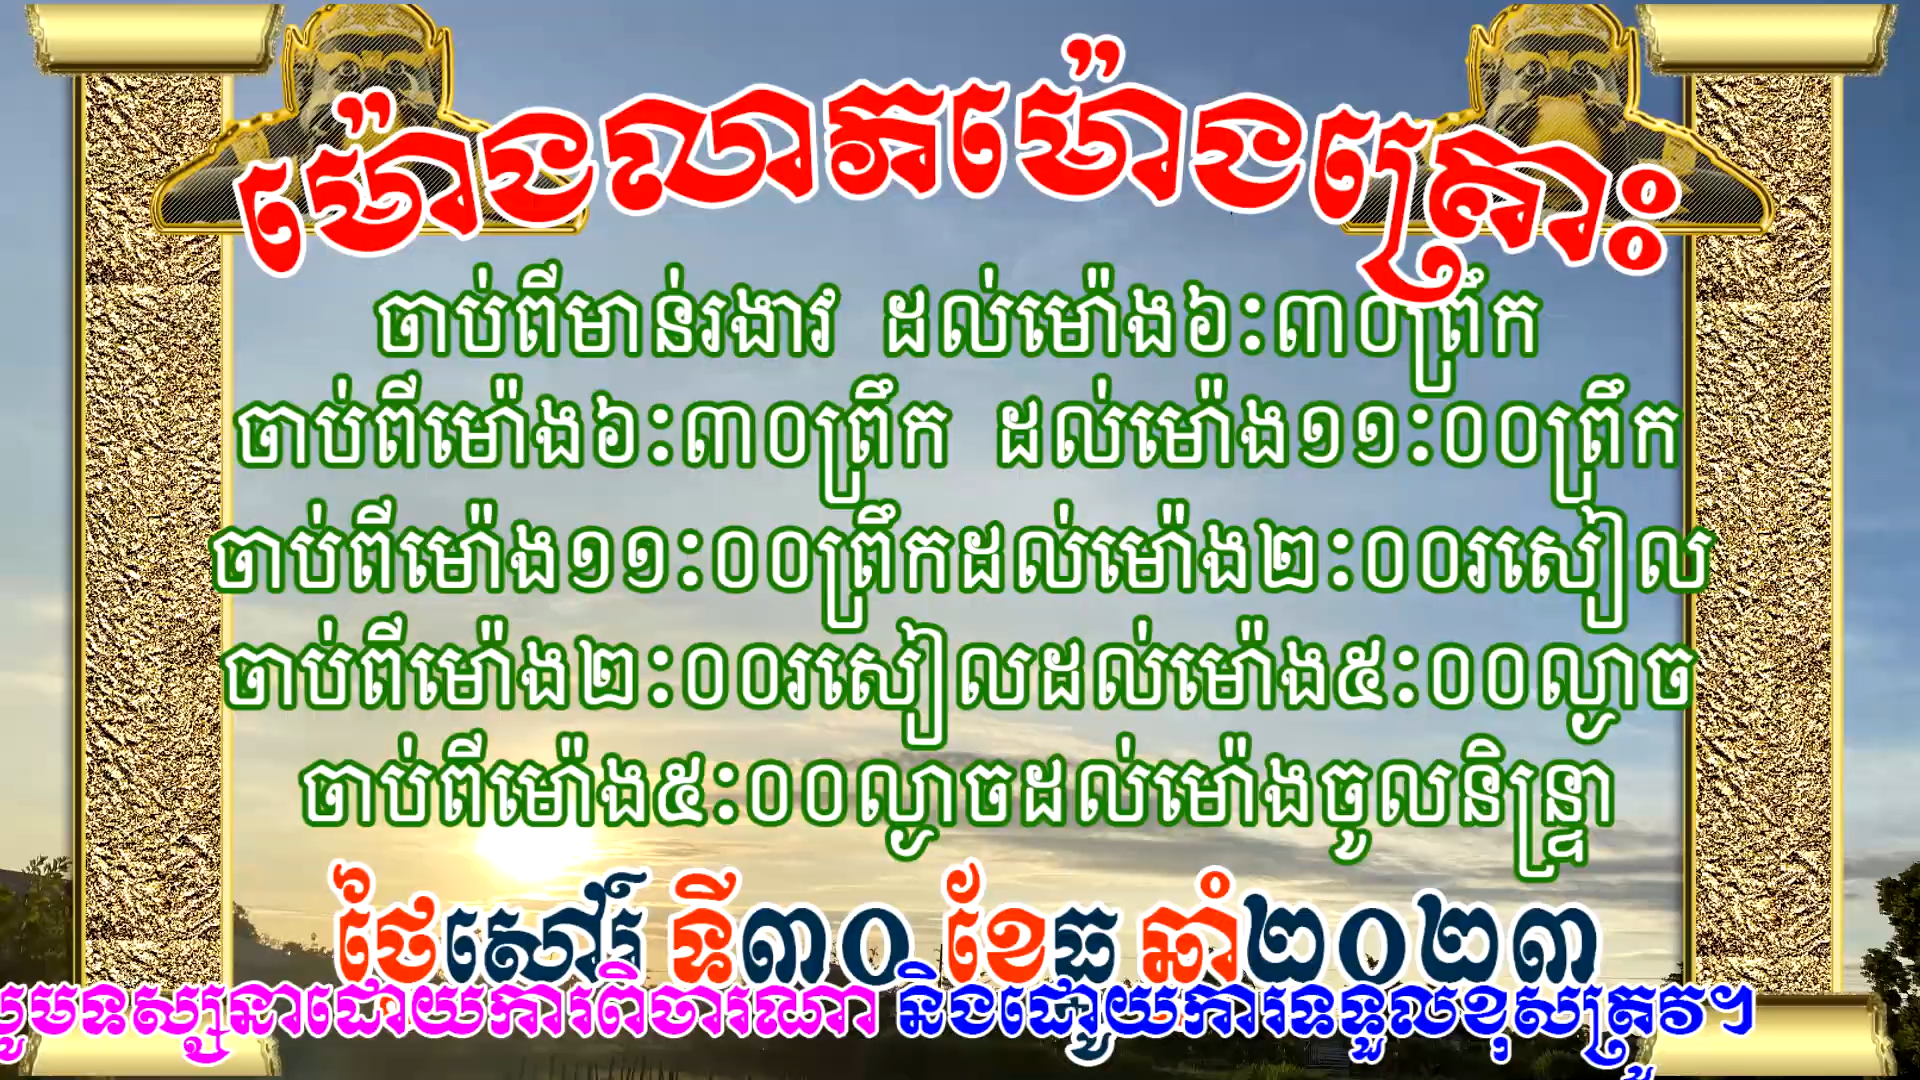 ម៉ោងលាភម៉ោងគ្រោះ
ចាប់ពីមាន់រងាវ ដល់ម៉ោង៦:៣០ព្រឹក
ចាប់ពីម៉ោង៦:៣០ព្រឹក ដល់ម៉ោង១១:០០ព្រឹក
ចាប់ពីម៉ោង១១:០០ព្រឹកដល់ម៉ោង២:០០រសៀល
ចាប់ពីម៉ោង២:០០រសៀលដល់ម៉ោង៥:០០ល្ងាច
ចាប់ពីម៉ោង៥:០០ល្ងាចដល់ម៉ោងចូលនិន្ទ្រា
ថ្ងៃសៅរ៍ ទី៣០ ខែធ្នូ ឆ្នាំ២០២៣
សូមទស្សនាដោយការពិចារណា និងដោយការទទួលខុសត្រូវ។